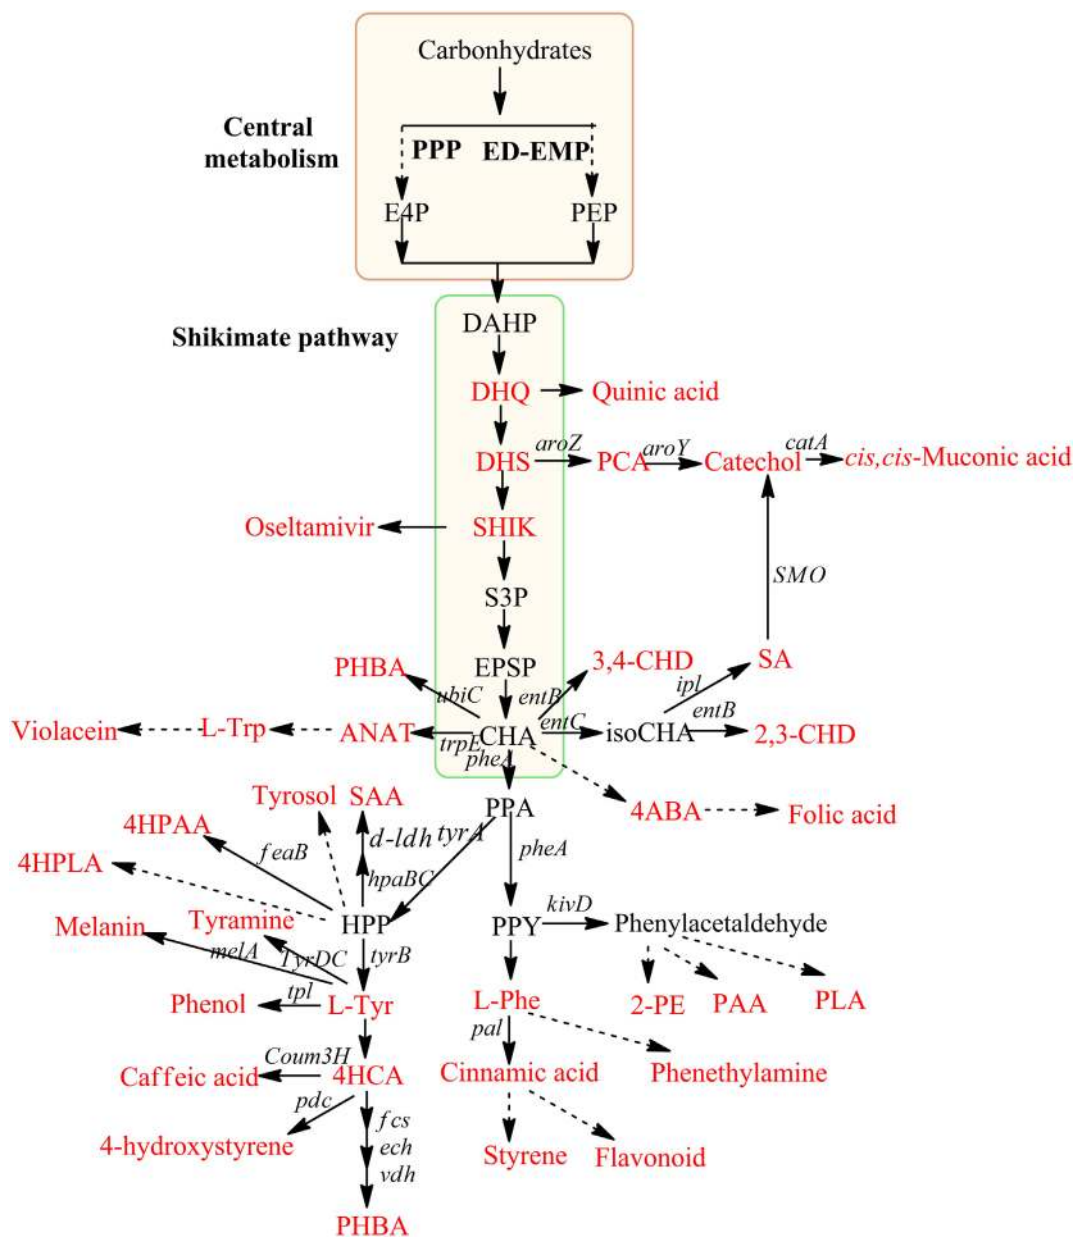 Carbonhydrates
Central
metabolism
PPP ED-EMP
E4P PEP
DAHP
Shikimate pathway
DHQ Quinic acid
DHS aroZ PCA aroY Catechol catA cis,cis-Muconic acid
Oseltamivir SHIK
SMO
S3P
PHBA EPSP 3,4-CHD SA
ubiC entB ipl
Violacein L-Trp ANAT trpE CHA entC isoCHA entB 2,3-CHD
pheA
Tyrosol SAA PPA 4ABA Folic acid
4HPAA d-ldh tyrA
feaB pheA
4HPLA hpaBC
kivD
Melanin Tyramine HPP PPY Phenylacetaldehyde
melA TyrDC tyrB
Phenol tpl L-Tyr L-Phe 2-PE PAA PLA
pal
Coum3H
Caffeic acid 4HCA Cinnamic acid Phenethylamine
pdc
fcs
4-hydroxystyrene ech Styrene Flavonoid
vdh
PHBA